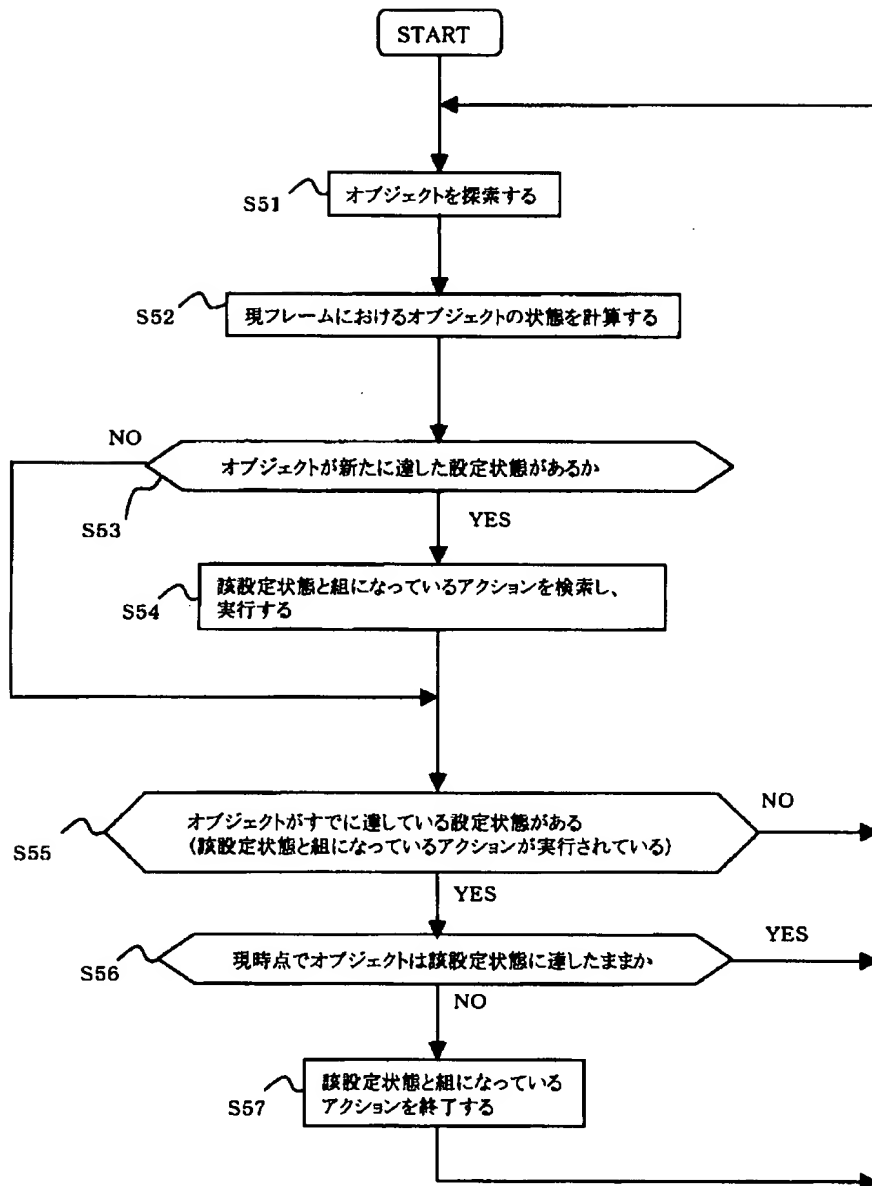 START
S51
オブジェクトを探索する
S52
現フレームにおけるオブジェクトの状態を計算する
NO
オブジェクトが新たに達した設定状態があるか
S53
YES
S54
該設定状態と組になっているアクションを検索し、
実行する
オブジェクトがすでに達している設定状態がある
(該設定状態と組になっているアクションが実行されている)
NO
S55
YES
現時点でオブジェクトは該設定状態に達したままか
YES
S56
NO
該設定状態と組になっている
アクションを終了する
S57